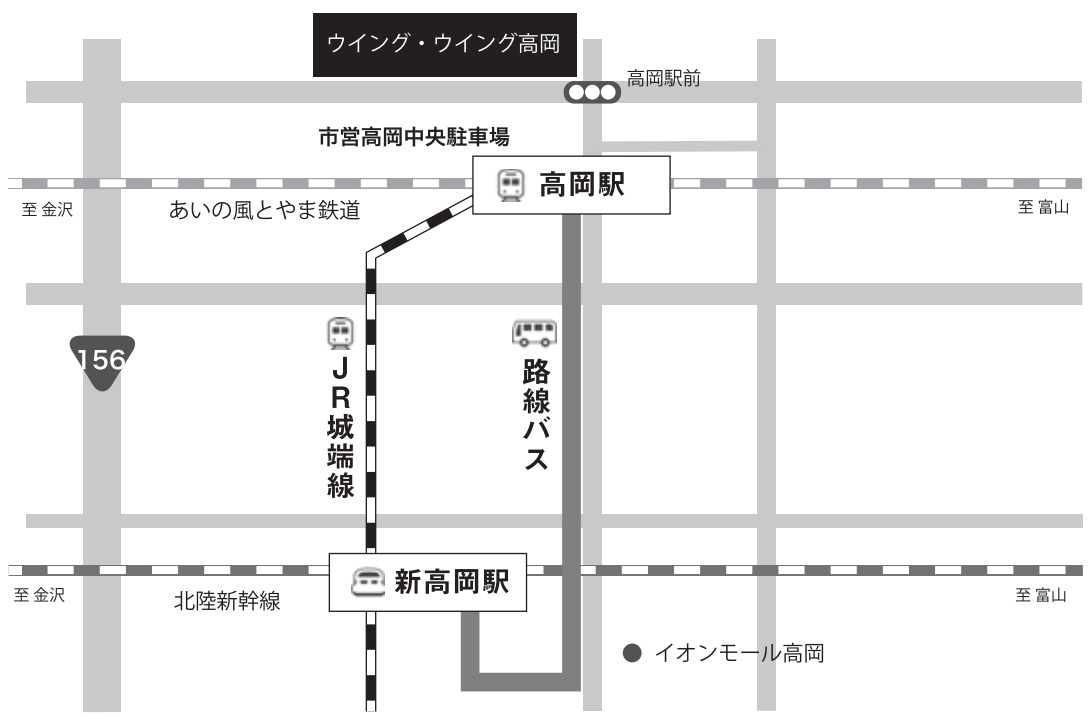 ウイング・ウイング高岡
高岡駅前
市営高岡中央駐車場
高岡駅
至 金沢
あいの風とやま鉄道
至 富山
156
JR城端線
路線バス
新高岡駅
至 金沢
北陸新幹線
至 富山
イオンモール高岡